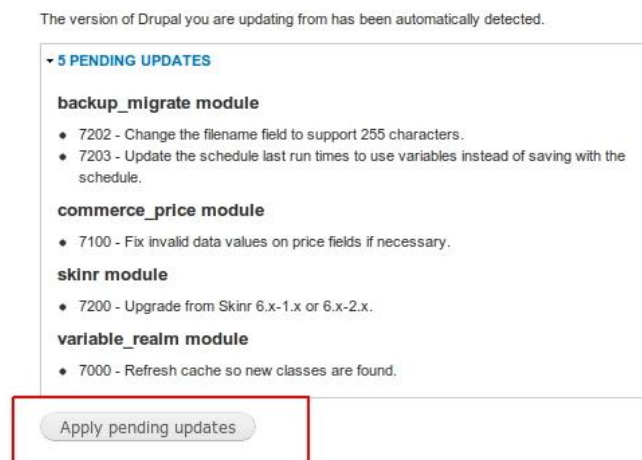 The version of Drupal you are updating from has been automatically detected.
5 PENDING UPDATES
backup_migrate module
7202 - Change the filename field to support 255 characters.
7203 - Update the schedule last run times to use variables instead of saving with the
schedule.
commerce_price module
7100 - Fix invalid data values on price fields if necessary.
skinr module
7200 - Upgrade from Skinr 6.x-1.x or 6.x-2.x.
variable_realm module
7000 - Refresh cache so new classes are found.
Apply pending updates